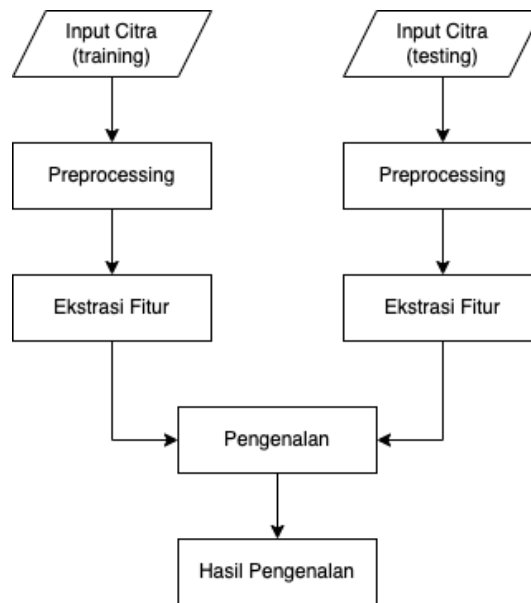 Input Citra
(training)
Input Citra
(testing)
Preprocessing
Preprocessing
Ekstrasi Fitur
Ekstrasi Fitur
Pengenalan
Hasil Pengenalan